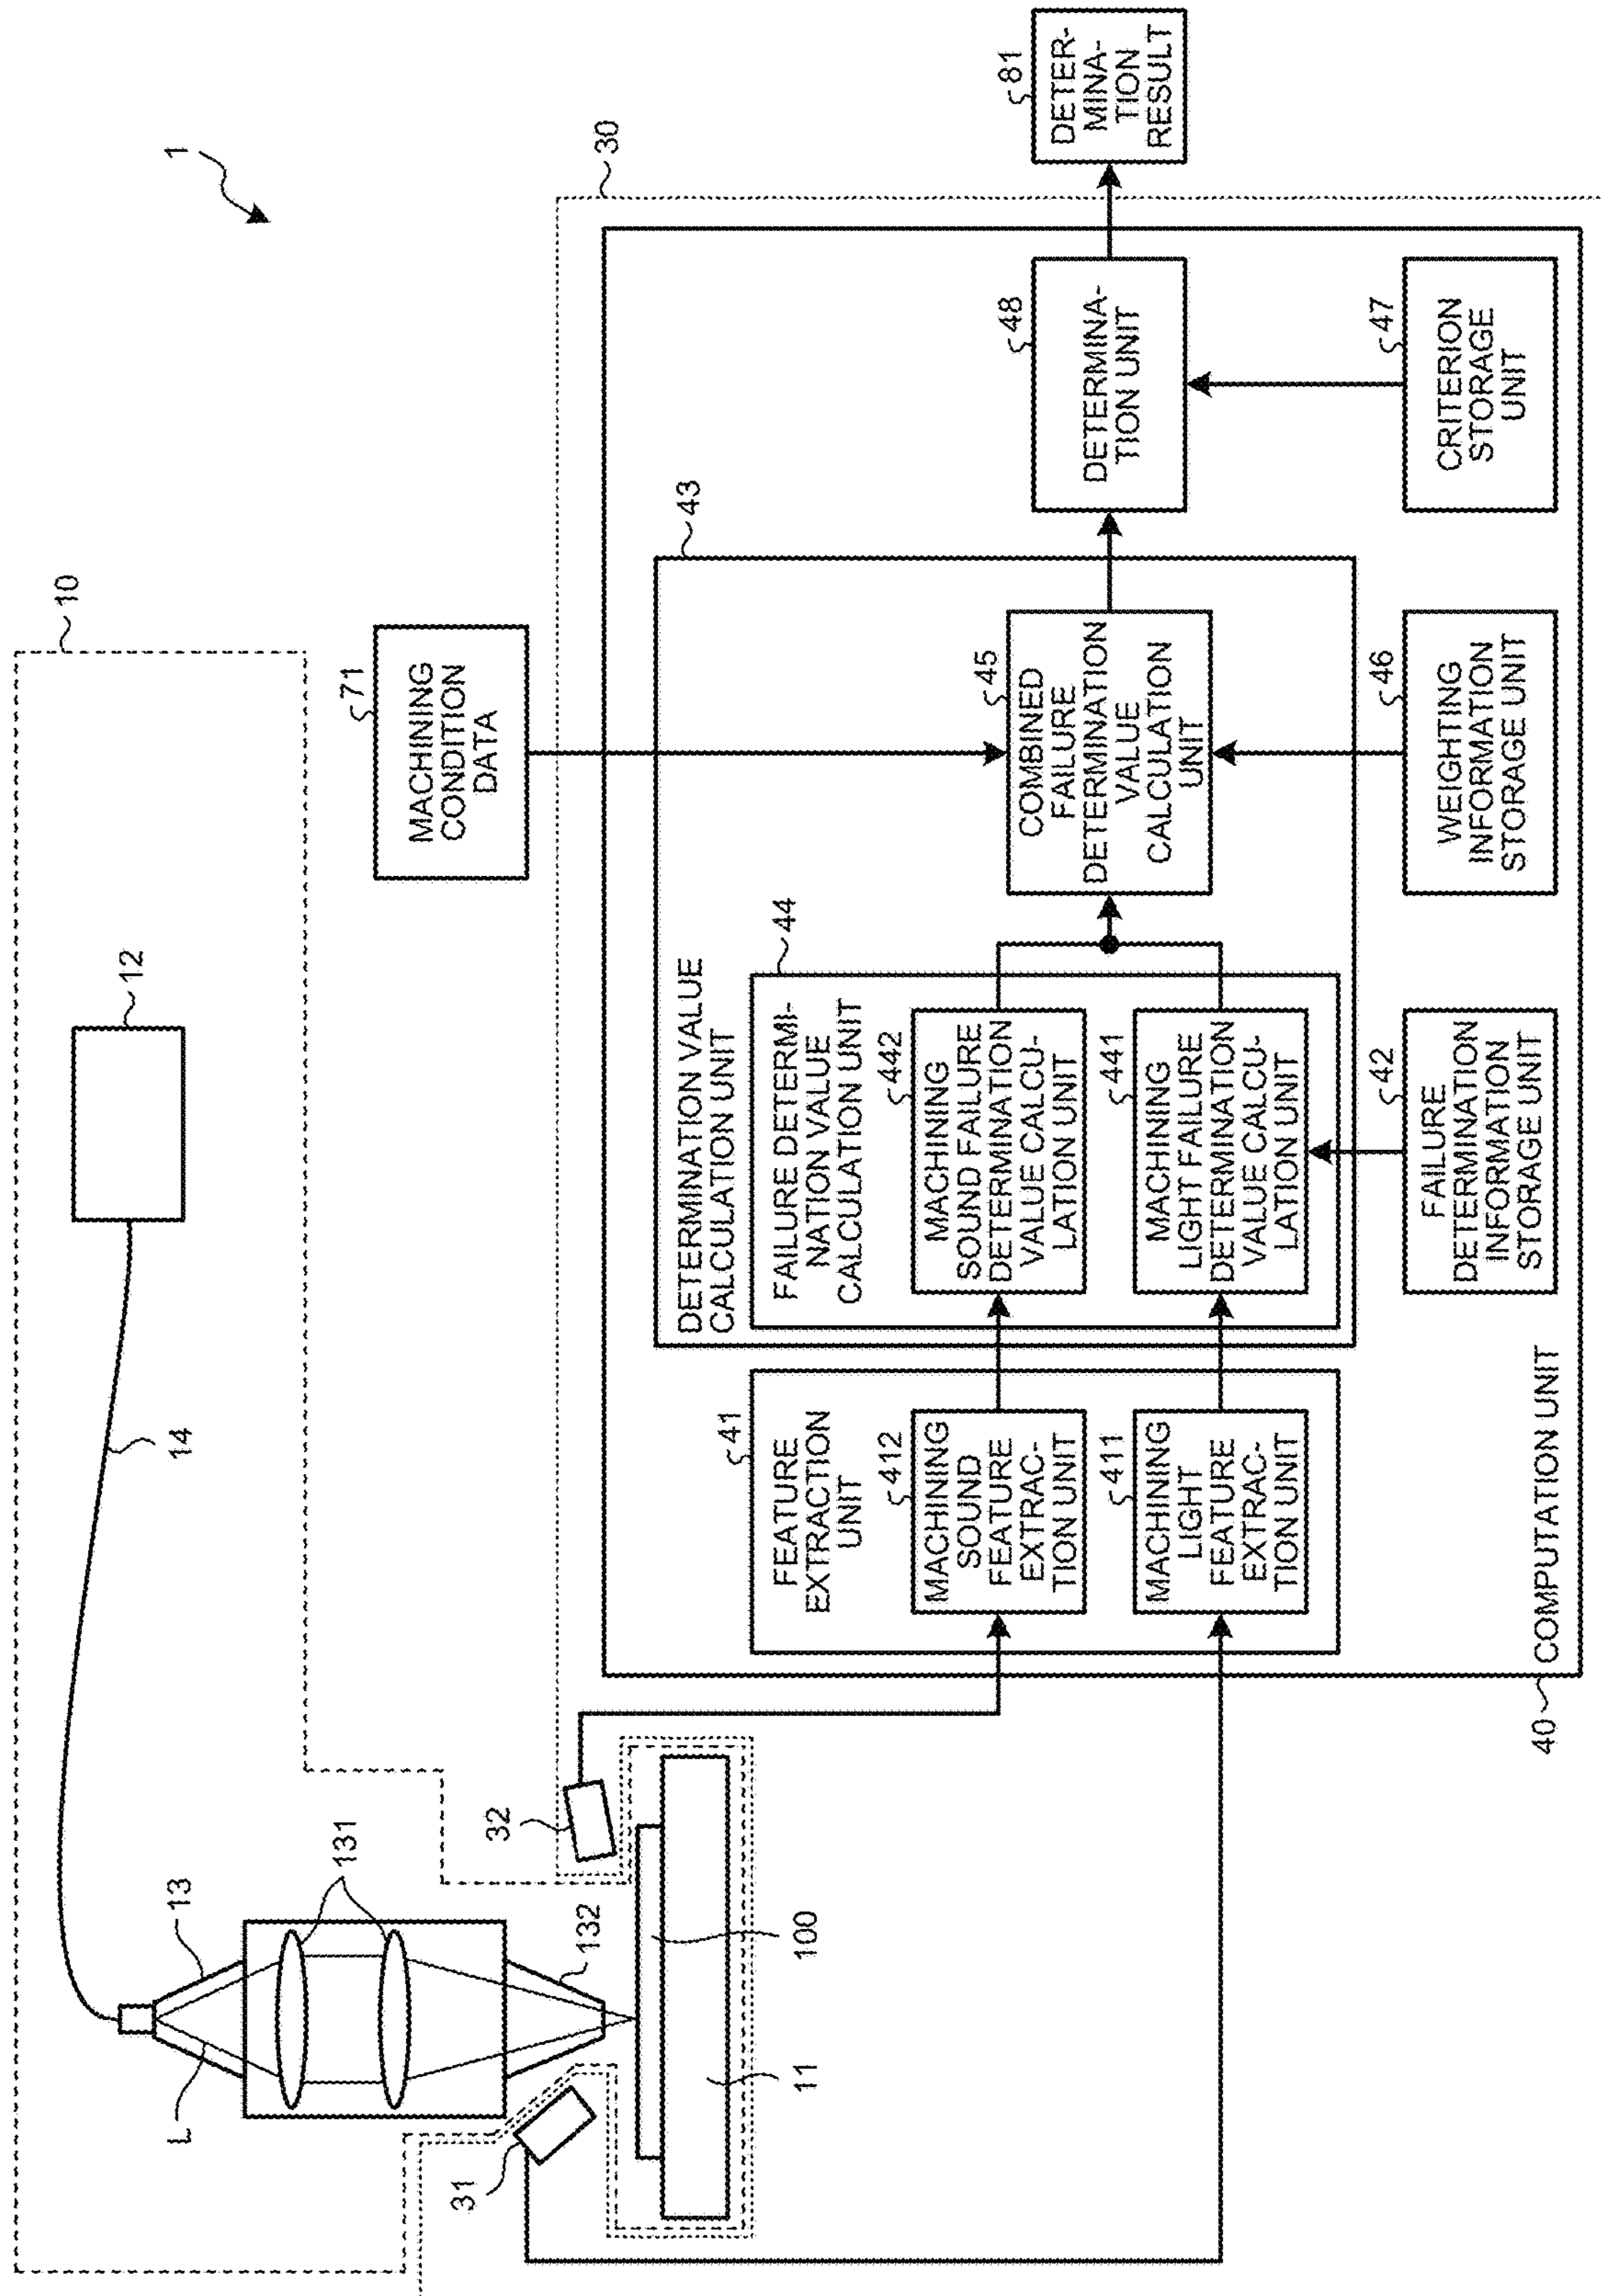 1
10
12
14
13
131
L
132
31
32
100
11
71
MACHINING
CONDITION
DATA
30
43
DETERMINATION VALUE
CALCULATION UNIT
44
FAILURE DETERMI-
NATION VALUE
CALCULATION UNIT
41
FEATURE
EXTRACTION
UNIT
412
MACHINING
SOUND
FEATURE
EXTRAC-
TION UNIT
442
MACHINING
SOUND FAILURE
DETERMINATION
VALUE CALCU-
LATION UNIT
411
MACHINING
LIGHT
FEATURE
EXTRAC-
TION UNIT
441
MACHINING
LIGHT FAILURE
DETERMINATION
VALUE CALCU-
LATION UNIT
45
COMBINED
FAILURE
DETERMINATION
VALUE
CALCULATION
UNIT
48
DETERMINA-
TION UNIT
81
DETER-
MINA-
TION
RESULT
42
FAILURE
DETERMINATION
INFORMATION
STORAGE UNIT
46
WEIGHTING
INFORMATION
STORAGE UNIT
47
CRITERION
STORAGE
UNIT
40 COMPUTATION UNIT